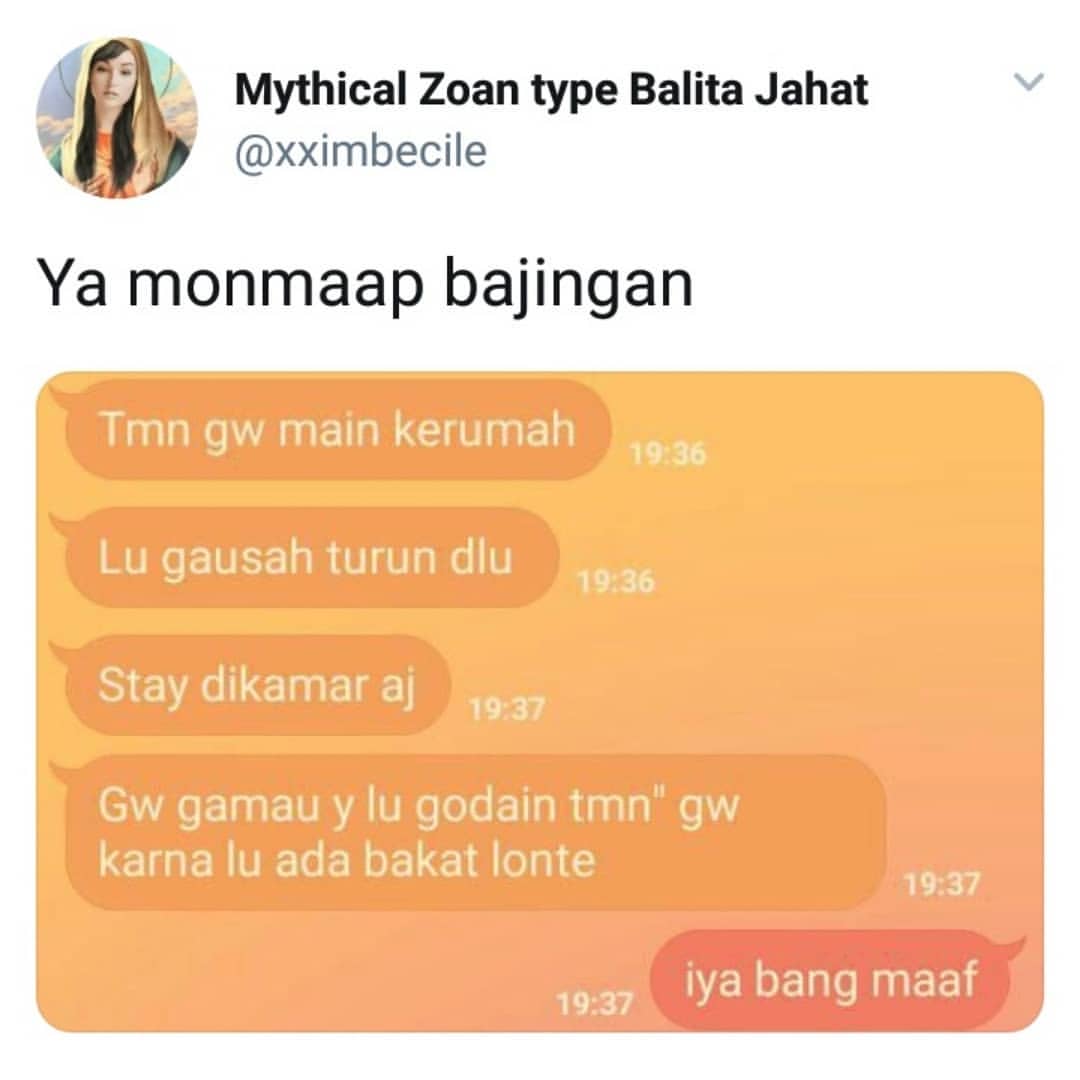 Mythical Zoan type Balita Jahat
@xximbecile
Ya monmaap bajingan
Tmn gw main kerumah
19:36
Lu gausah turun dlu
19:36
Stay dikamar aj
19:37
Gw gamau y lu godain tmn" gw
karna lu ada bakat lonte
19:37
iya bang maaf
19:37